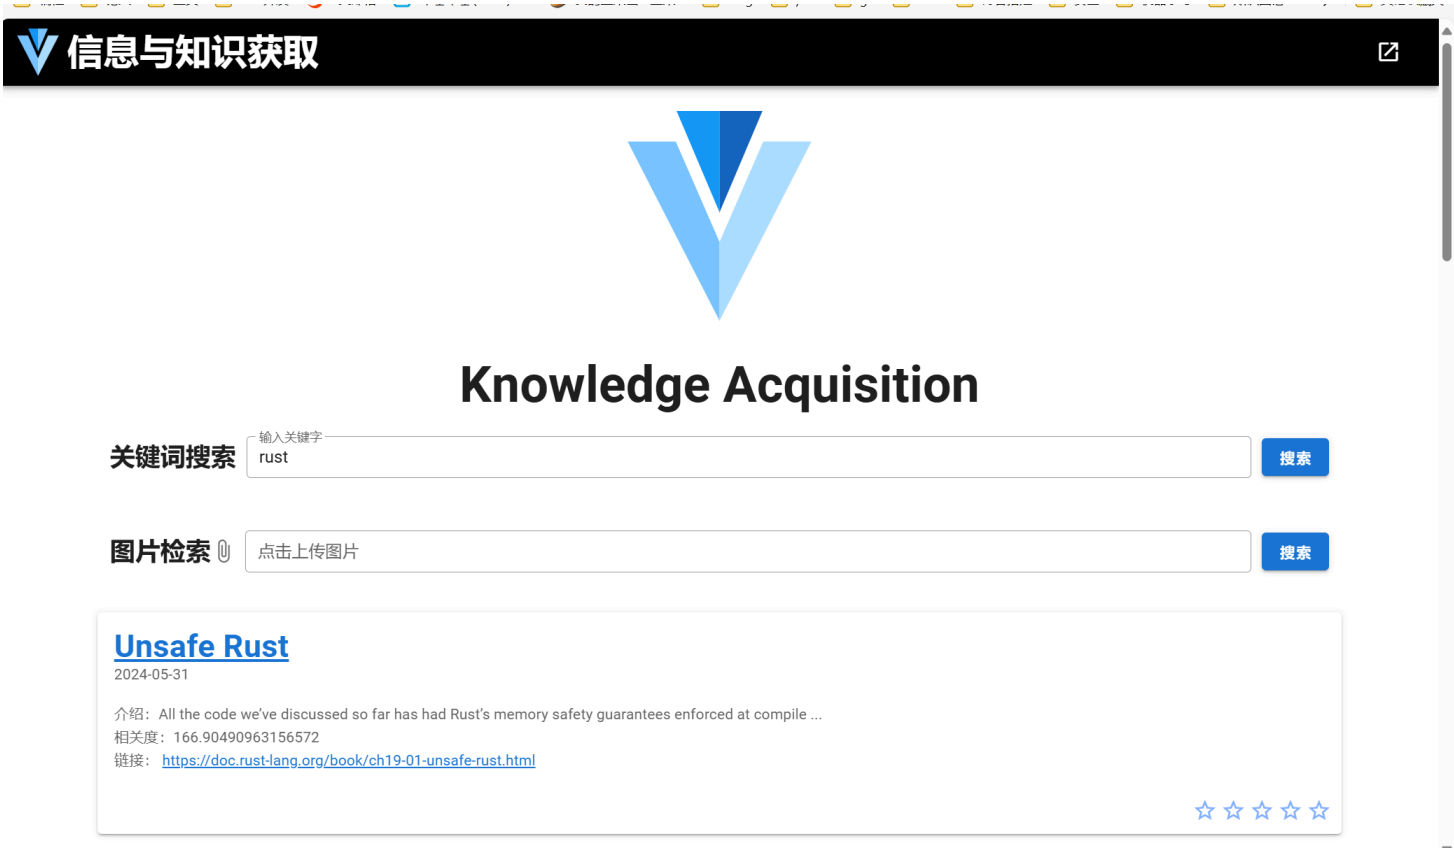 信息与知识获取
Knowledge Acquisition
关键词搜索
输入关键字
rust
搜索
图片检索
点击上传图片
搜索
Unsafe Rust
2024-05-31
介绍：All the code we've discussed so far has had Rust's memory safety guarantees enforced at compile ...
相关度：166.90490963156572
链接： https://doc.rust-lang.org/book/ch19-01-unsafe-rust.html